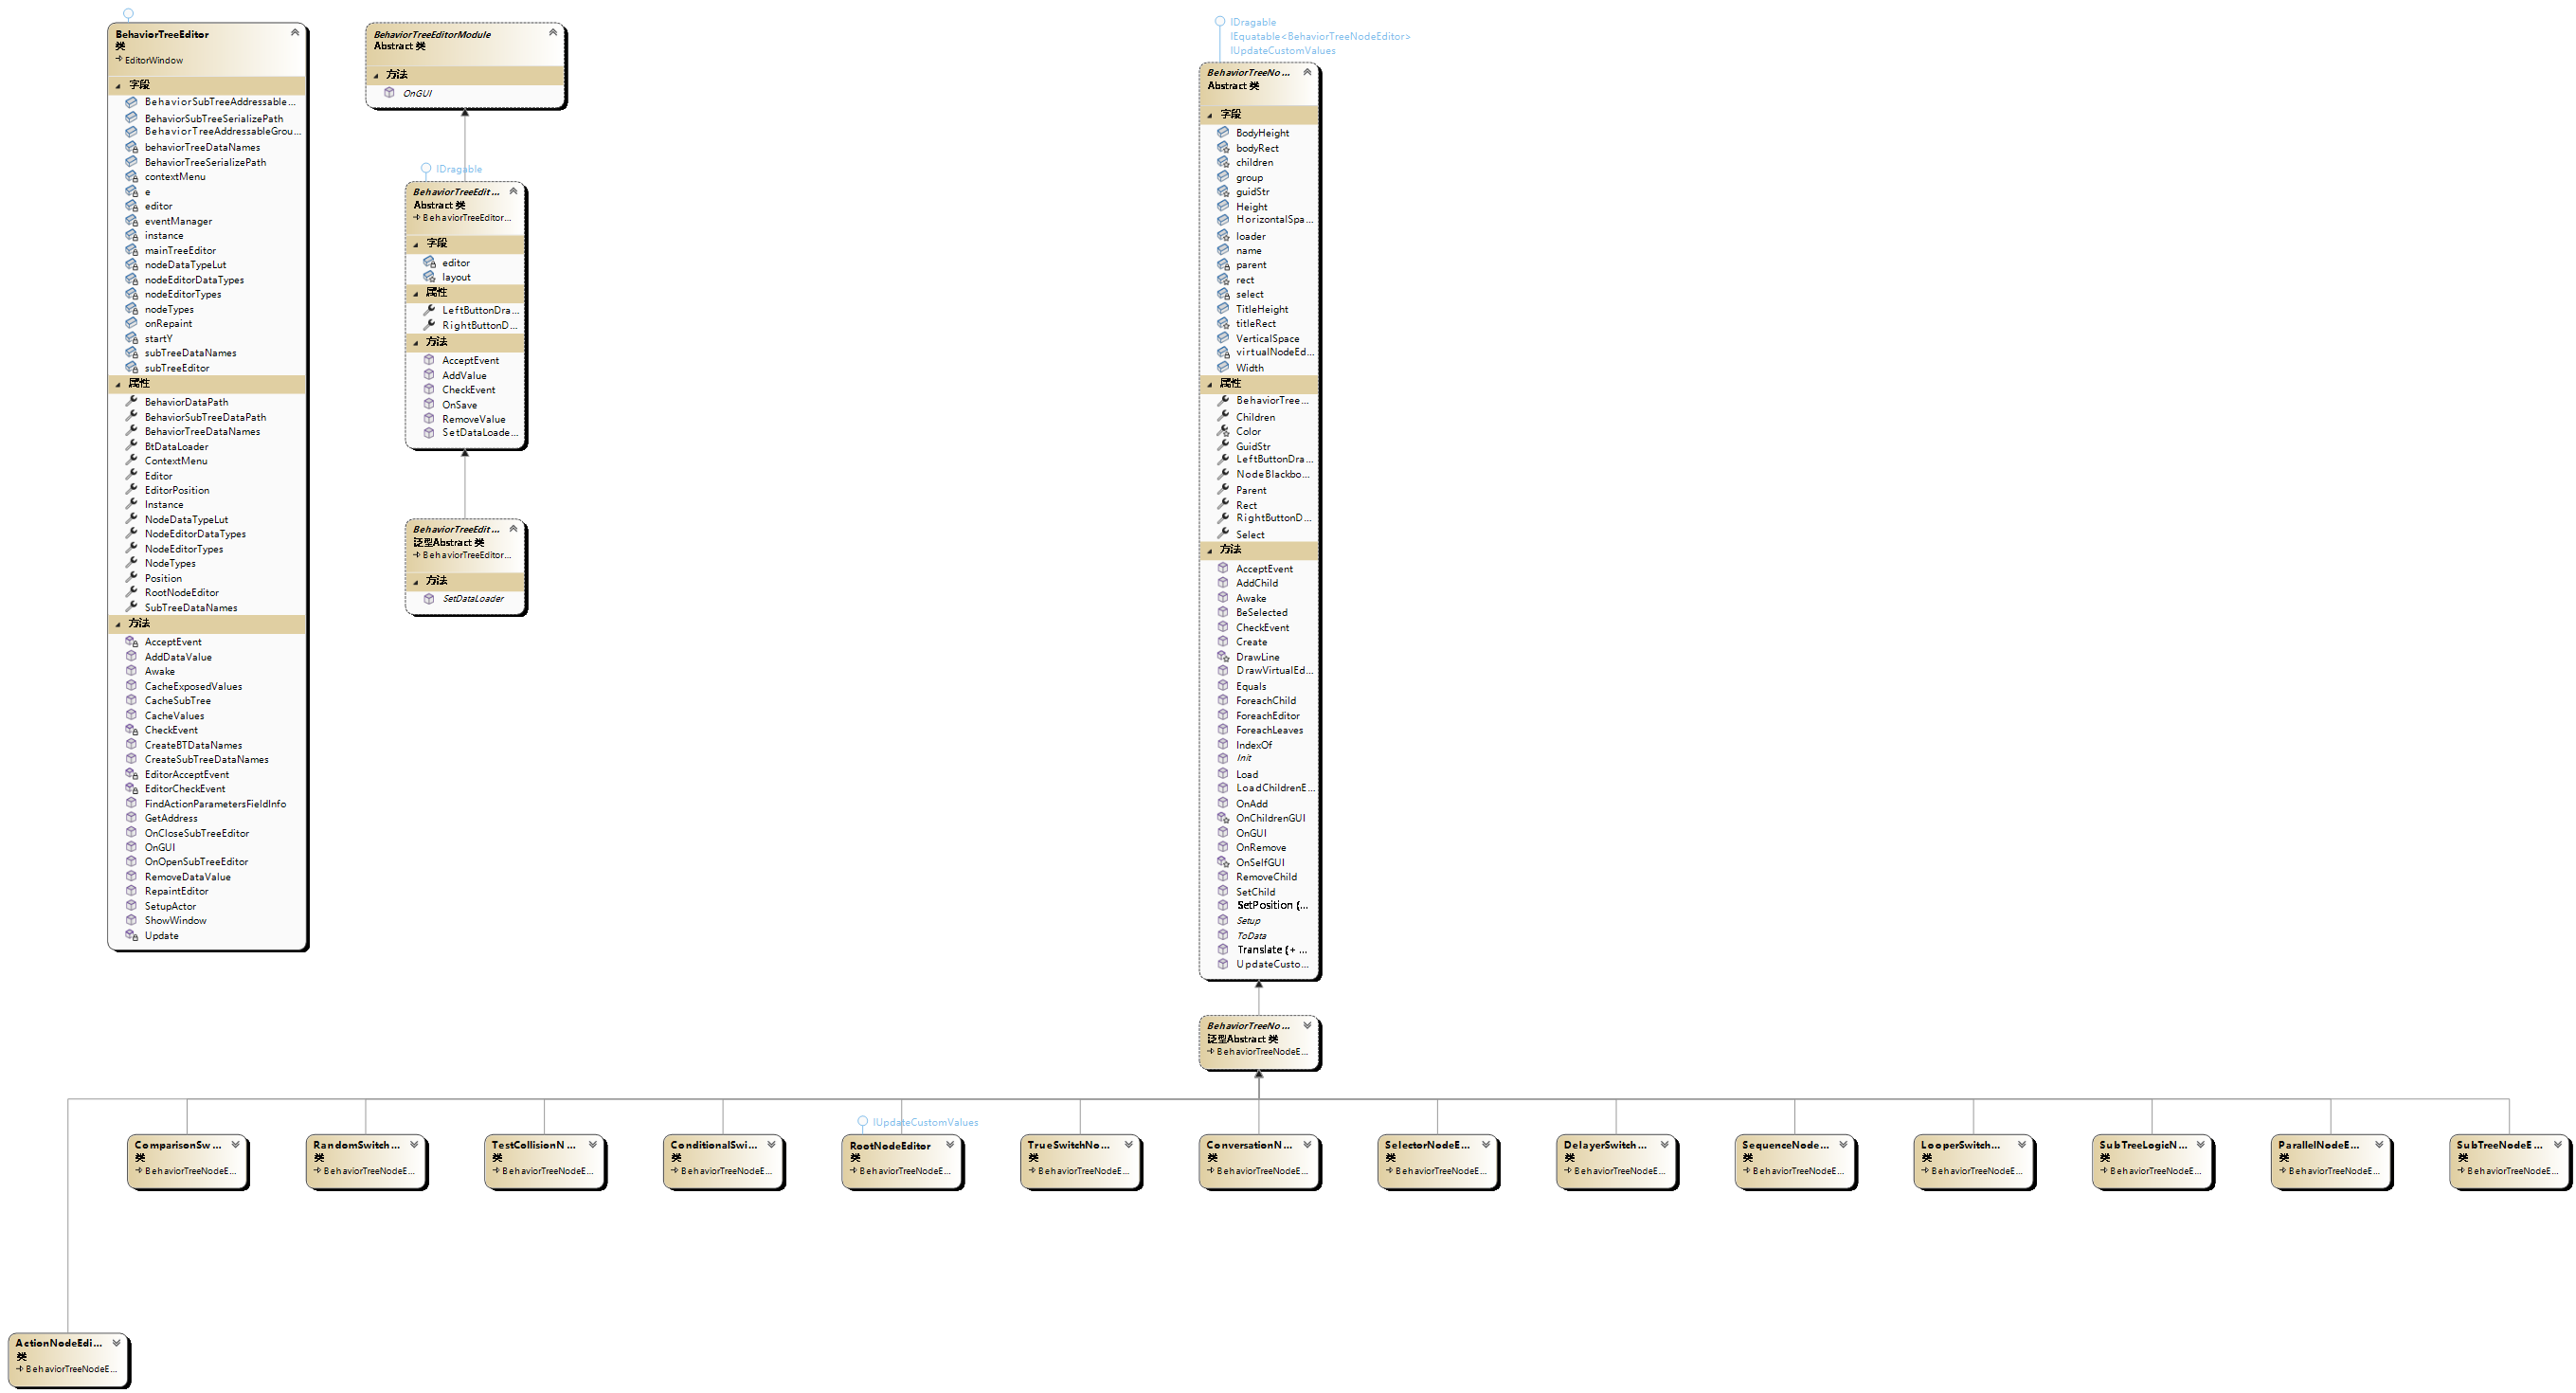 BehaviorTreeEditor
类
EditorWindow
字段
BehaviorSubTreeAddressable...
BehaviorSubTreeSerializePath
BehaviorTreeAddressableGrou...
behaviorTreeDataNames
BehaviorTreeSerializePath
contextMenu
e
editor
eventManager
instance
mainTreeEditor
nodeDataTypeLut
nodeEditorDataTypes
nodeEditorTypes
nodeTypes
onRepaint
startY
subTreeDataNames
subTreeEditor
属性
BehaviorDataPath
BehaviorSubTreeDataPath
BehaviorTreeDataNames
BtDataLoader
ContextMenu
Editor
EditorPosition
Instance
NodeDataTypeLut
NodeEditorDataTypes
NodeEditorTypes
NodeTypes
Position
RootNodeEditor
SubTreeDataNames
方法
AcceptEvent
AddDataValue
Awake
CacheExposedValues
CacheSubTree
CacheValues
CheckEvent
CreateBTDataNames
CreateSubTreeDataNames
EditorAcceptEvent
EditorCheckEvent
FindActionParametersFieldInfo
GetAddress
OnCloseSubTreeEditor
OnGUI
OnOpenSubTreeEditor
RemoveDataValue
RepaintEditor
SetupActor
ShowWindow
Update
BehaviorTreeEditorModule
Abstract 类
方法
OnGUI
IDragable
BehaviorTreeEdit...
Abstract 类
BehaviorTreeEditor...
字段
editor
layout
属性
LeftButtonDra...
RightButtonD...
方法
AcceptEvent
AddValue
CheckEvent
OnSave
RemoveValue
SetDataLoade...
BehaviorTreeEdit...
泛型Abstract 类
BehaviorTreeEditor...
方法
SetDataLoader
IDragable
IEquatable<BehaviorTreeNodeEditor>
IUpdateCustomValues
BehaviorTreeNo...
Abstract 类
字段
BodyHeight
bodyRect
children
group
guidStr
Height
HorizontalSpa...
loader
name
parent
rect
select
TitleHeight
titleRect
VerticalSpace
virtualNodeEd...
Width
属性
BehaviorTree...
Children
Color
GuidStr
LeftButtonDra...
NodeBlackbo...
Parent
Rect
RightButtonD...
Select
方法
AcceptEvent
AddChild
Awake
BeSelected
CheckEvent
Create
DrawLine
DrawVirtualEd...
Equals
ForeachChild
ForeachEditor
ForeachLeaves
IndexOf
Init
Load
LoadChildrenE...
OnAdd
OnChildrenGUI
OnGUI
OnRemove
OnSelfGUI
RemoveChild
SetChild
SetPosition (...
Setup
ToData
Translate (+ ...
UpdateCusto...
BehaviorTreeNo...
泛型Abstract 类
BehaviorTreeNodeE...
ComparisonSw...
类
BehaviorTreeNodeE...
RandomSwitch...
类
BehaviorTreeNodeE...
TestCollisionN...
类
BehaviorTreeNodeE...
ConditionalSwi...
类
BehaviorTreeNodeE...
IUpdateCustomValues
RootNodeEditor
类
BehaviorTreeNodeE...
TrueSwitchNo...
类
BehaviorTreeNodeE...
ConversationN...
类
BehaviorTreeNodeE...
SelectorNodeE...
类
BehaviorTreeNodeE...
DelayerSwitch...
类
BehaviorTreeNodeE...
SequenceNode...
类
BehaviorTreeNodeE...
LooperSwitch...
类
BehaviorTreeNodeE...
SubTreeLogicN...
类
BehaviorTreeNodeE...
ParallelNodeE...
类
BehaviorTreeNodeE...
SubTreeNodeE...
类
BehaviorTreeNodeE...
ActionNodeEdi...
类
BehaviorTreeNodeE...